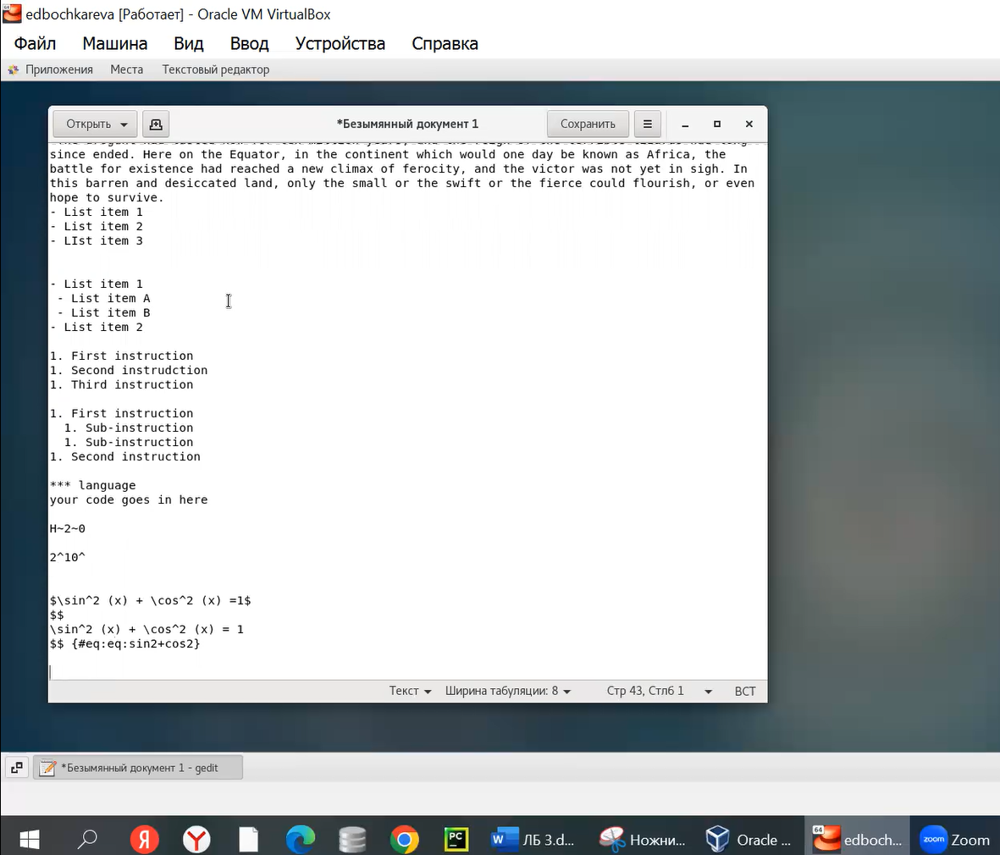 edbochkareva [Работает] - Oracle VM VirtualBox
Файл Машина Вид Ввод Устройства Справка
Приложения Места Текстовый редактор
Открыть *Безымянный документ 1 Сохранить
since ended. Here on the Equator, in the continent which would one day be known as Africa, the
battle for existence had reached a new climax of ferocity, and the victor was not yet in sigh. In
this barren and desiccated land, only the small or the swift or the fierce could flourish, or even
hope to survive.
- List item 1
- List item 2
- LIst item 3
- List item 1
- List item A
- List item B
- List item 2
1. First instruction
1. Second instrudction
1. Third instruction
1. First instruction
1. Sub-instruction
1. Sub-instruction
1. Second instruction
*** language
your code goes in here
H~2~0
2^10^
$\sin^2 (x) + \cos^2 (x) =1$
$$
\sin^2 (x) + \cos^2 (x) = 1
$$ {#eq:eq:sin2+cos2}
Текст Ширина табуляции: 8 Стр 43, Стлб 1 ВСТ
*Безымянный документ 1 - gedit
Я Y PC W ЛБ 3.d... Ножни... Oracle ... 64 edboch... zoom Zoom